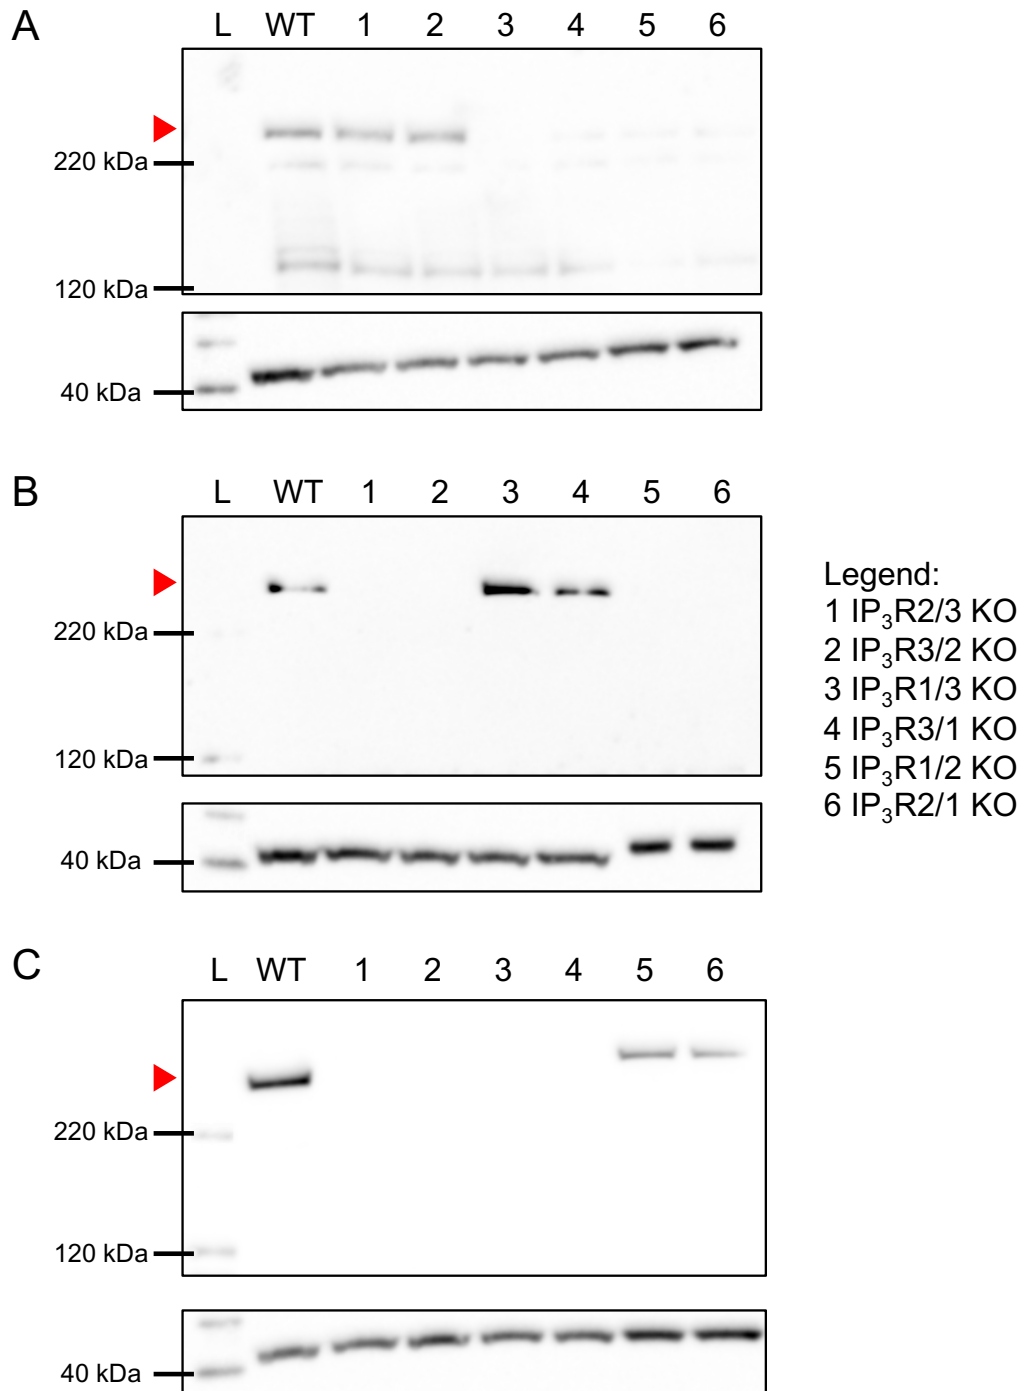 A
L WT 1 2 3 4 5 6
220 kDa
120 kDa
40 kDa
B
L WT 1 2 3 4 5 6
220 kDa
120 kDa
40 kDa
Legend:
1 IP₃R2/3 KO
2 IP₃R3/2 KO
3 IP₃R1/3 KO
4 IP₃R3/1 KO
5 IP₃R1/2 KO
6 IP₃R2/1 KO
C
L WT 1 2 3 4 5 6
220 kDa
120 kDa
40 kDa